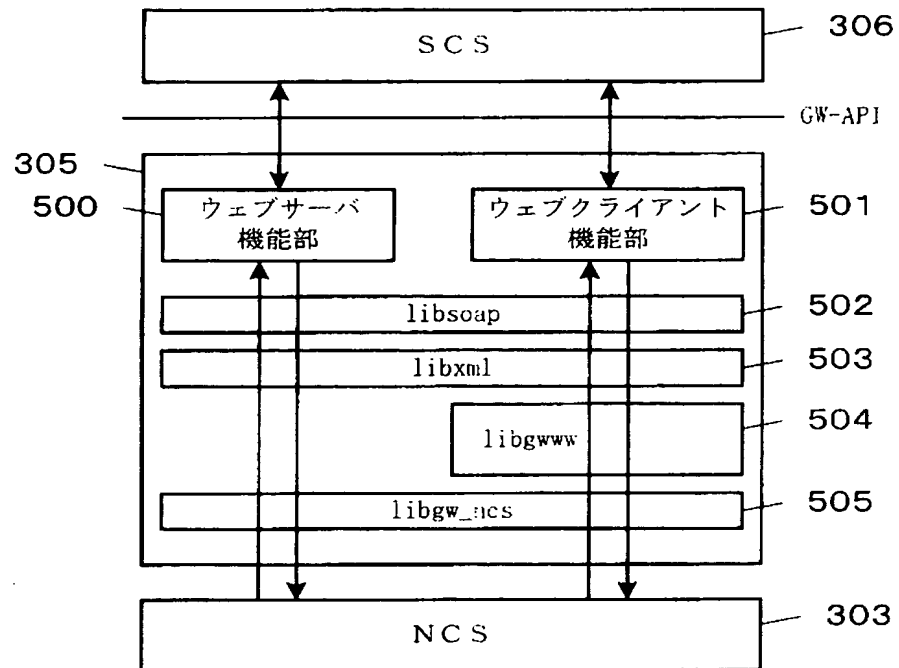 SCS
306
GW-API
305
500
ウェブサーバ
機能部
ウェブクライアント
機能部
501
libsoap
502
libxml
503
libgwww
504
libgw_ncs
505
NCS
303